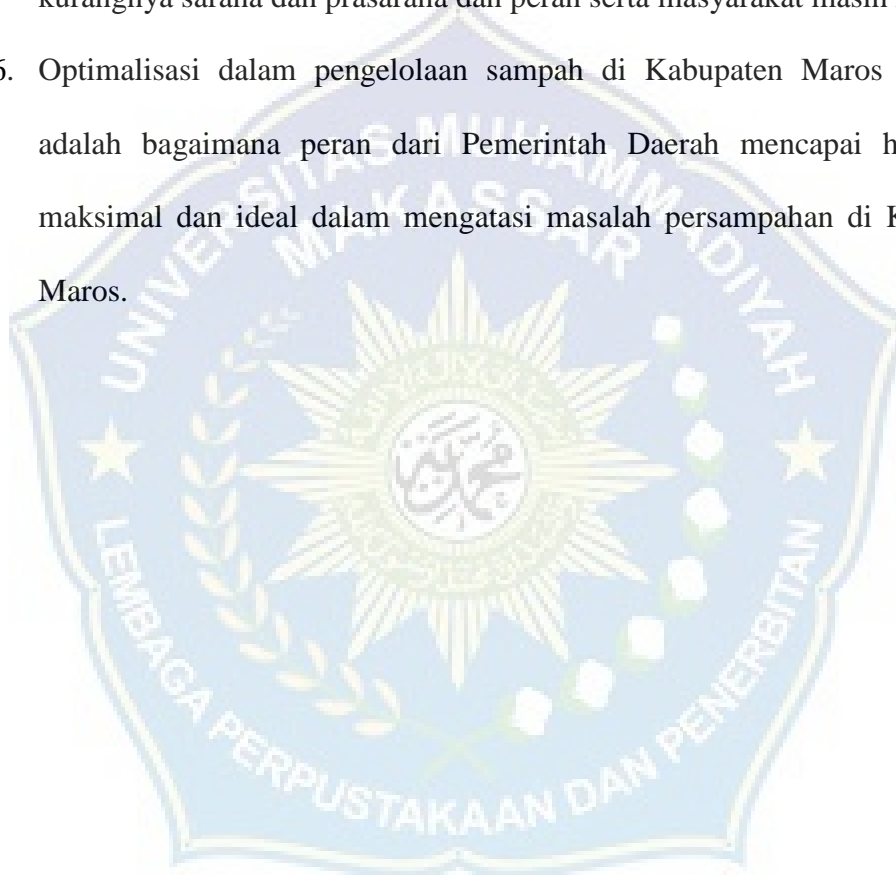 kurangnya sarana dan prasarana dan peran serta masyarakat masih
6. Optimalisasi dalam pengelolaan sampah di Kabupaten Maros
adalah bagaimana peran dari Pemerintah Daerah mencapai h
maksimal dan ideal dalam mengatasi masalah persampahan di K
Maros.
UNIVERSITAS MUHAMMADIYAH
MAKASSAR
LEMBAGA PERPUSTAKAAN DAN PENERBITAN